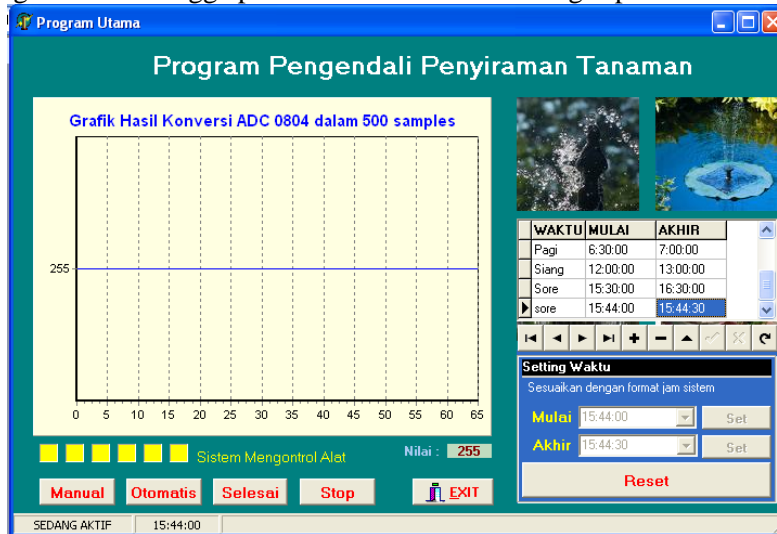 Program Utama
Program Pengendali Penyiraman Tanaman
Grafik Hasil Konversi ADC 0804 dalam 500 samples
255
0 5 10 15 20 25 30 35 40 45 50 55 60 65
WAKTU MULAI AKHIR
Pagi 6:30:00 7:00:00
Siang 12:00:00 13:00:00
Sore 15:30:00 16:30:00
sore 15:44:00 15:44:30
Setting Waktu
Sesuaikan dengan format jam sistem
Mulai 15:44:00 Set
Akhir 15:44:30 Set
Reset
Sistem Mengontrol Alat Nilai : 255
Manual Otomatis Selesai Stop EXIT
SEDANG AKTIF 15:44:00